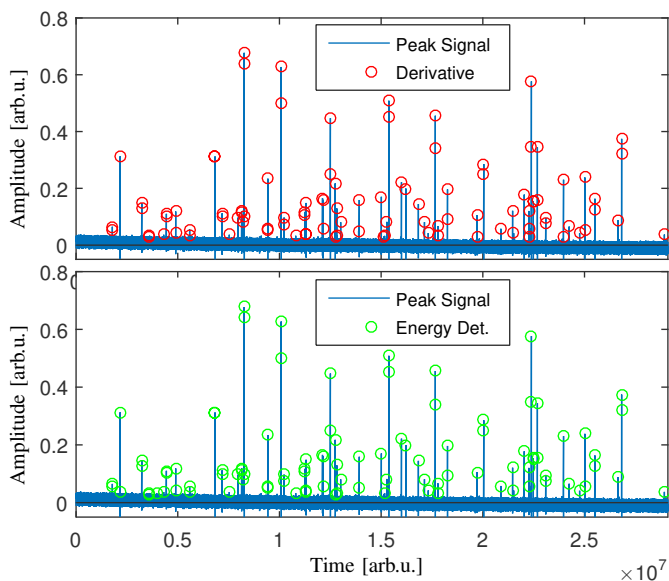 0.8
0.6
0.4
0.2
0
Amplitude [arb.u.]
Peak Signal
Derivative
0
0.8
0.6
0.4
0.2
0
Amplitude [arb.u.]
Peak Signal
Energy Det.
0 0.5 1 1.5 2 2.5
Time [arb.u.]
×10⁷